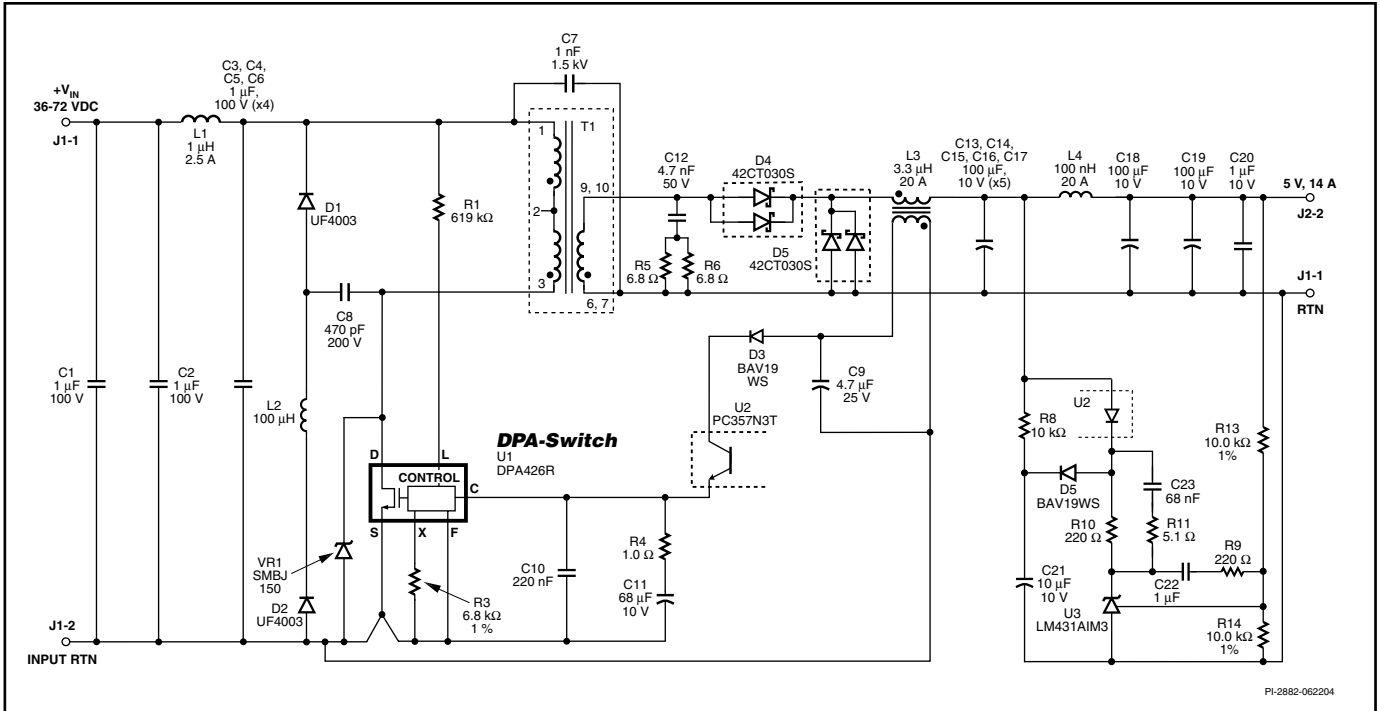 C7
1 nF
1.5 kV
C3, C4,
C5, C6
1 μF,
100 V (x4)
+VIN
36-72 VDC
J1-1
L1
1 μH
2.5 A
1
T1
2
3
9, 10
6, 7
D1
UF4003
R1
619 kΩ
C12
4.7 nF
50 V
D4
42CT030S
D5
42CT030S
R5
6.8 Ω
R6
6.8 Ω
L3
3.3 μH
20 A
C13, C14,
C15, C16, C17
100 μF,
10 V (x5)
L4
100 nH
20 A
C18
100 μF
10 V
C19
100 μF
10 V
C20
1 μF
10 V
5 V, 14 A
J2-2
J1-1
RTN
C8
470 pF
200 V
C1
1 μF
100 V
C2
1 μF
100 V
L2
100 μH
D3
BAV19
WS
C9
4.7 μF
25 V
U2
PC357N3T
DPA-Switch
U1
DPA426R
D
L
CONTROL
C
S
X
F
VR1
SMBJ
150
D2
UF4003
R3
6.8 kΩ
1 %
C10
220 nF
R4
1.0 Ω
C11
68 μF
10 V
R8
10 kΩ
U2
D5
BAV19WS
R10
220 Ω
C23
68 nF
R11
5.1 Ω
R9
220 Ω
C22
1 μF
R13
10.0 kΩ
1%
C21
10 μF
10 V
U3
LM431AIM3
R14
10.0 kΩ
1%
J1-2
INPUT RTN
PI-2882-062204